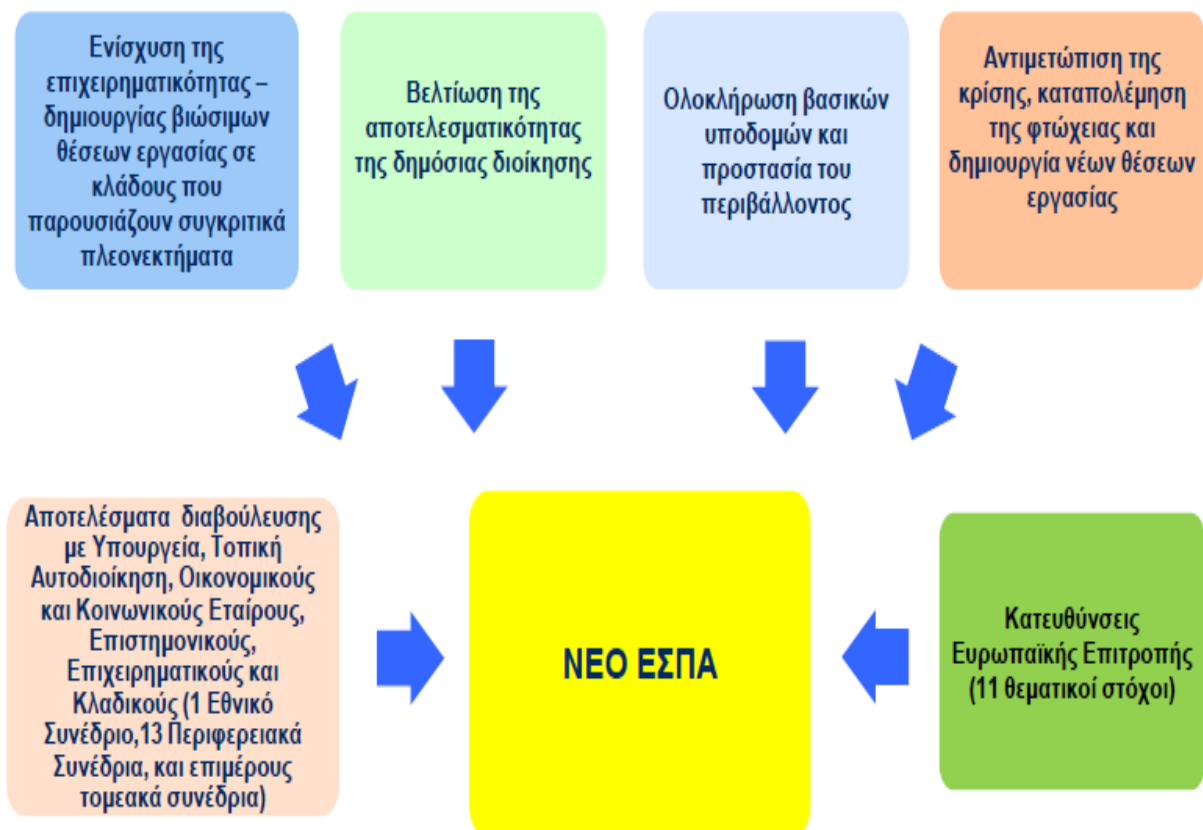 Ενίσχυση της
επιχειρηματικότητας –
δημιουργίας βιώσιμων
θέσεων εργασίας σε
κλάδους που
παρουσιάζουν συγκριτικά
πλεονεκτήματα
Βελτίωση της
αποτελεσματικότητας
της δημόσιας διοίκησης
Ολοκλήρωση βασικών
υποδομών και
προστασία του
περιβάλλοντος
Αντιμετώπιση της
κρίσης, καταπολέμηση
της φτώχειας και
δημιουργία νέων θέσεων
εργασίας
Αποτελέσματα διαβούλευσης
με Υπουργεία, Τοπική
Αυτοδιοίκηση, Οικονομικούς
και Κοινωνικούς Εταίρους,
Επιστημονικούς,
Επιχειρηματικούς και
Κλαδικούς (1 Εθνικό
Συνέδριο,13 Περιφερειακά
Συνέδρια, και επιμέρους
τομεακά συνέδρια)
ΝΕΟ ΕΣΠΑ
Κατευθύνσεις
Ευρωπαϊκής Επιτροπής
(11 θεματικοί στόχοι)